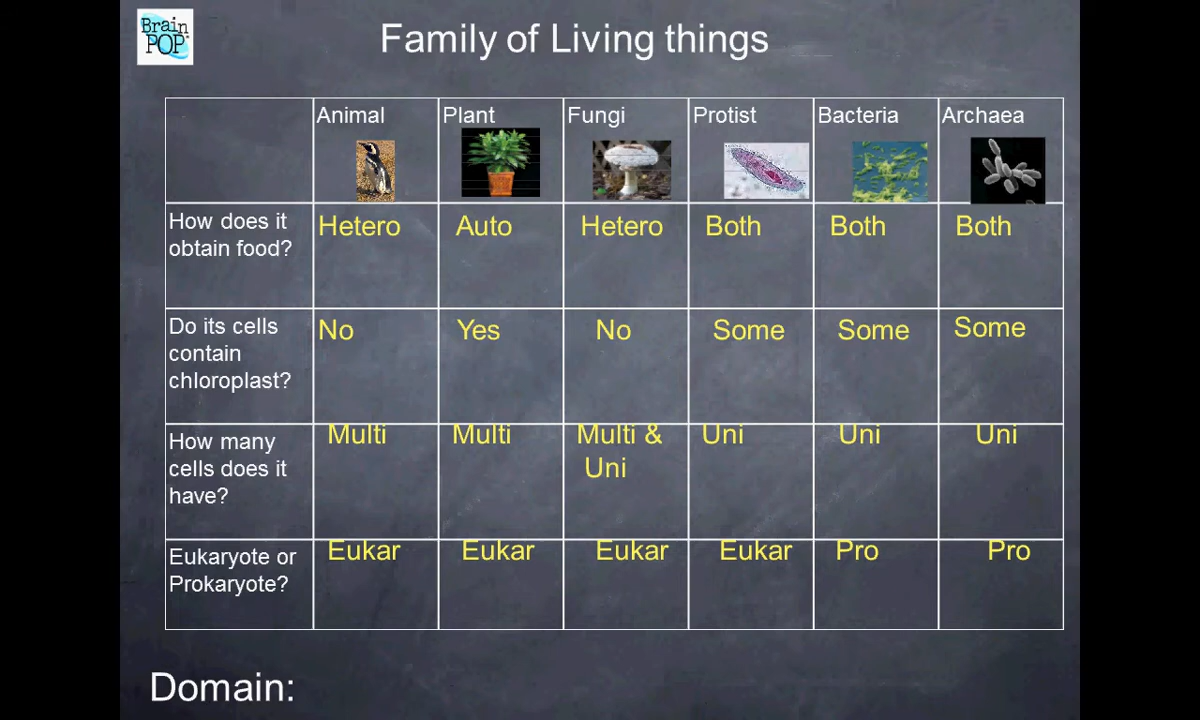 Brain
POP
Family of Living things
Animal Plant Fungi Protist Bacteria Archaea
How does it
obtain food?
Hetero Auto Hetero Both Both Both
Do its cells
contain
chloroplast?
No Yes No Some Some Some
How many
cells does it
have?
Multi Multi Multi &
Uni
Uni Uni Uni
Eukaryote or
Prokaryote?
Eukar Eukar Eukar Eukar Pro Pro
Domain: